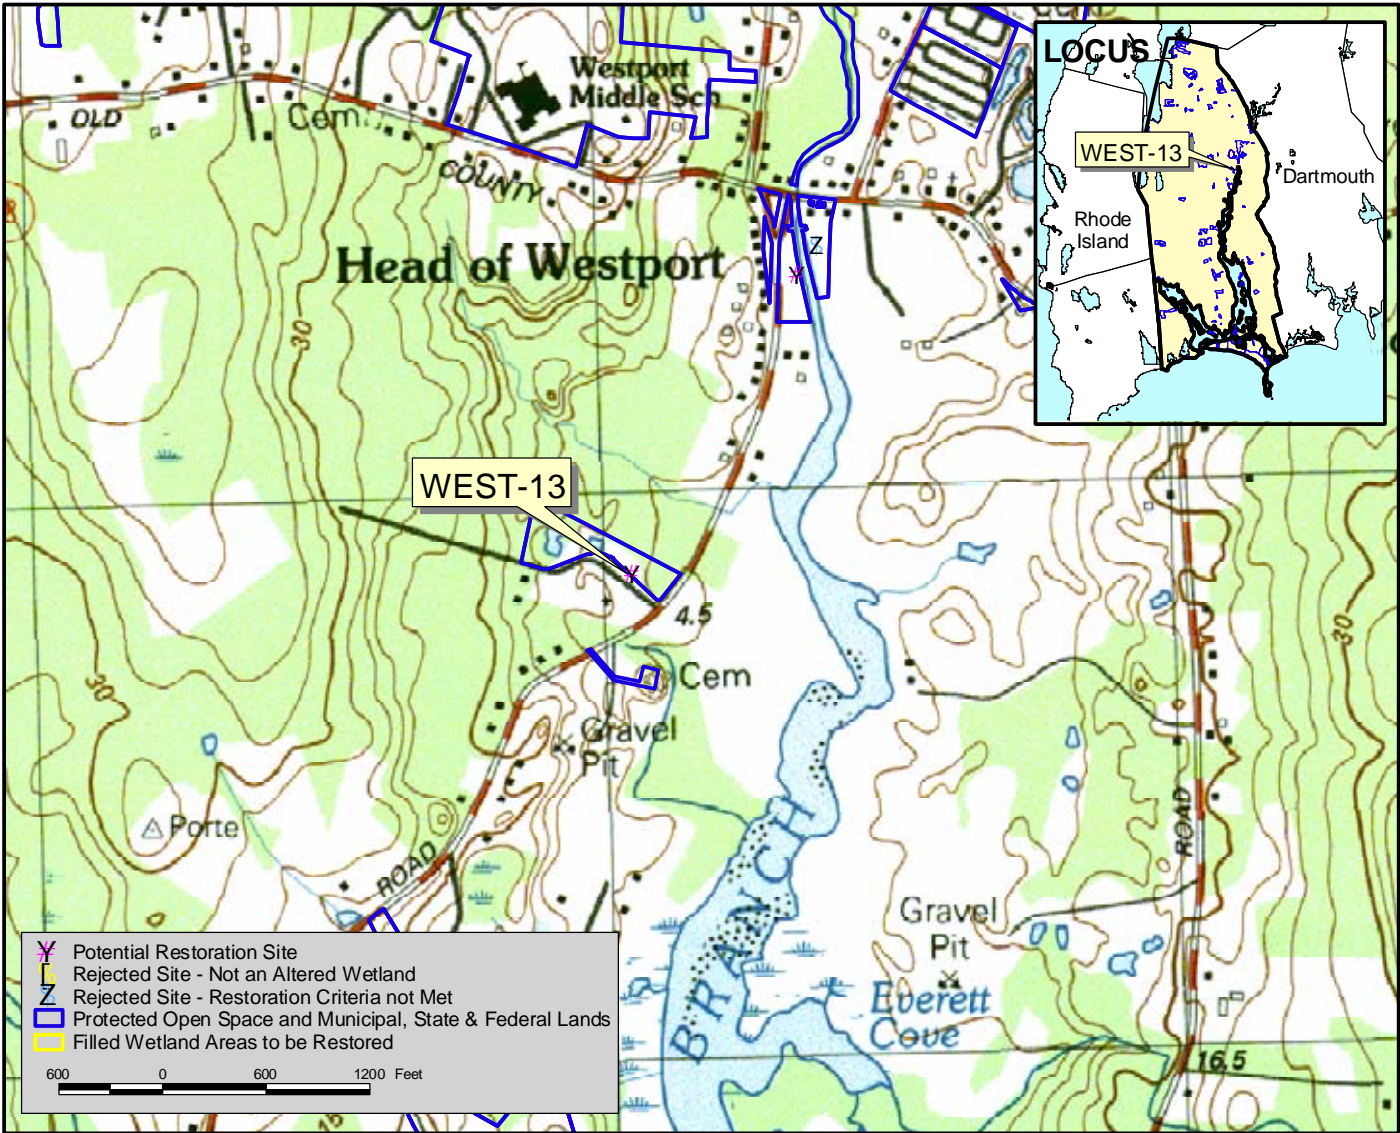 Westport
Middle Sch
OLD
Cem
COUNTY
Head of Westport
LOCUS
WEST-13
Dartmouth
Rhode
Island
30
WEST-13
4.5
Cem
30
30
Gravel
Pit
Porte
ROAD
ROAD
BRANCH
Gravel
Pit
Everett
Cove
16.5
15
Potential Restoration Site
Rejected Site - Not an Altered Wetland
Rejected Site - Restoration Criteria not Met
Protected Open Space and Municipal, State & Federal Lands
Filled Wetland Areas to be Restored
600 0 600 1200 Feet